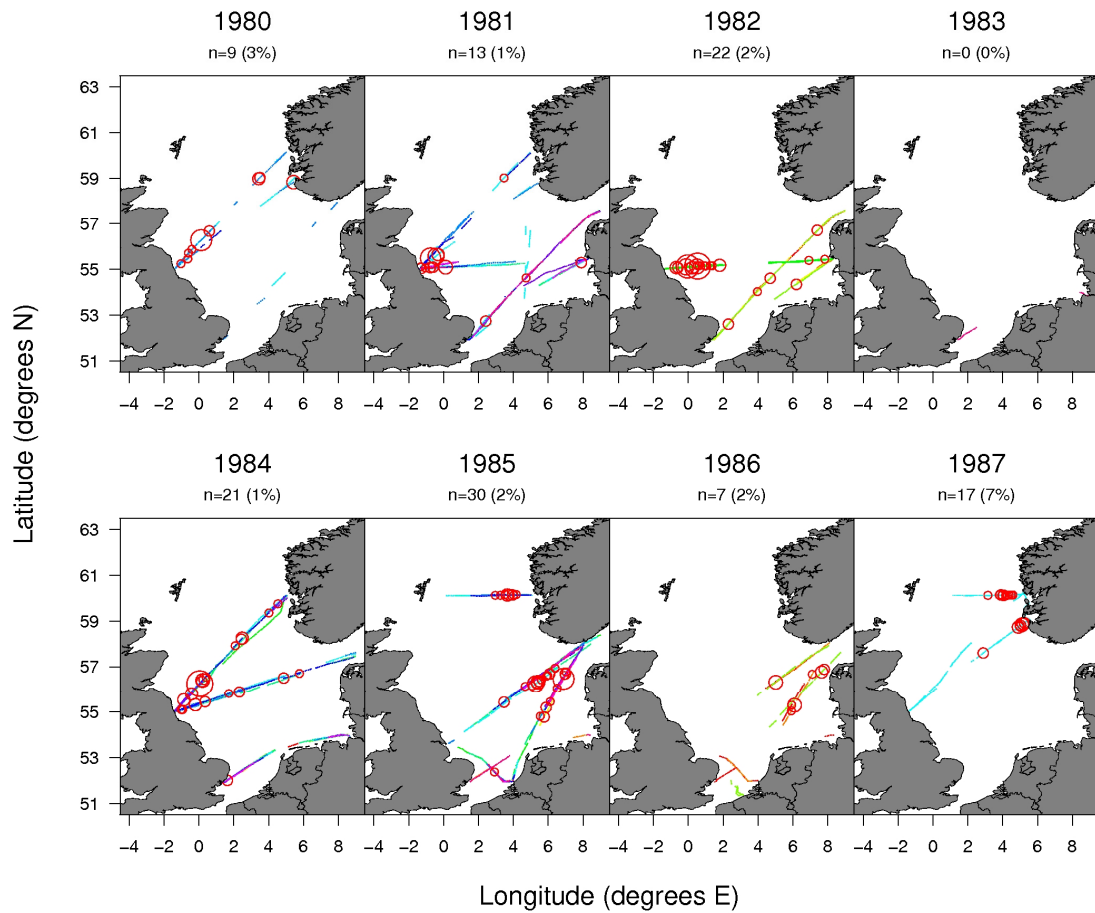 1980 1981 1982 1983
n=9 (3%) n=13 (1%) n=22 (2%) n=0 (0%)
63
61
59
57
55
53
51
−4 −2 0 2 4 6 8 −4 −2 0 2 4 6 8 −4 −2 0 2 4 6 8 −4 −2 0 2 4 6 8
1984 1985 1986 1987
n=21 (1%) n=30 (2%) n=7 (2%) n=17 (7%)
63
61
59
57
55
53
51
−4 −2 0 2 4 6 8 −4 −2 0 2 4 6 8 −4 −2 0 2 4 6 8 −4 −2 0 2 4 6 8
Latitude (degrees N)
Longitude (degrees E)